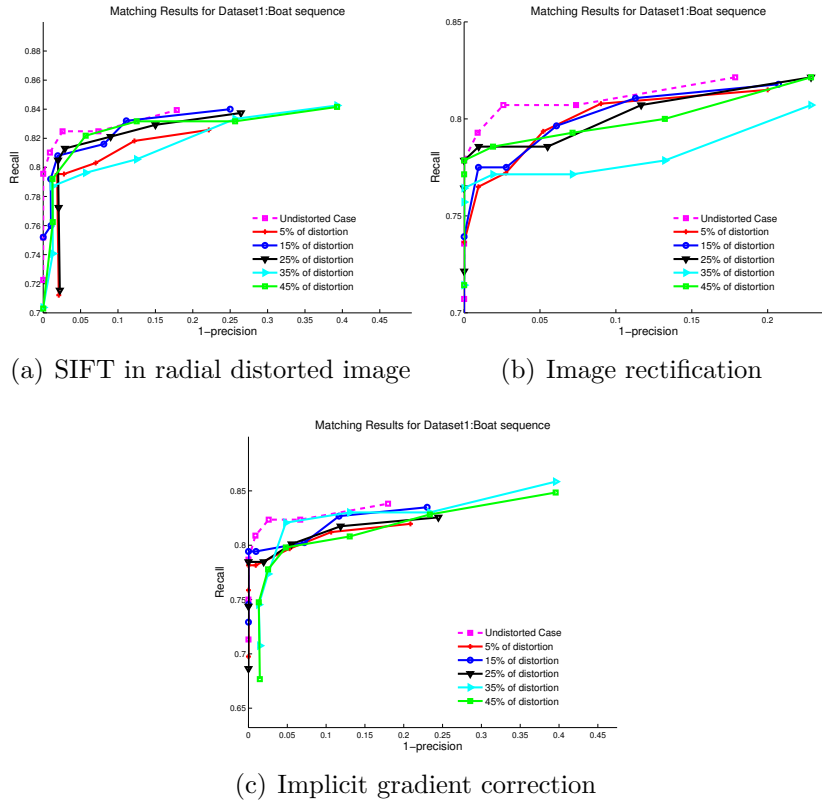 Matching Results for Dataset1:Boat sequence
Recall
0.88
0.86
0.84
0.82
0.8
0.78
0.76
0.74
0.72
0.7
0 0.05 0.1 0.15 0.2 0.25 0.3 0.35 0.4 0.45
1−precision
Undistorted Case
5% of distortion
15% of distortion
25% of distortion
35% of distortion
45% of distortion
(a) SIFT in radial distorted image
Matching Results for Dataset1:Boat sequence
Recall
0.85
0.8
0.75
0.7
0 0.05 0.1 0.15 0.2
1−precision
Undistorted Case
5% of distortion
15% of distortion
25% of distortion
35% of distortion
45% of distortion
(b) Image rectification
Matching Results for Dataset1:Boat sequence
Recall
0.85
0.8
0.75
0.7
0.65
0 0.05 0.1 0.15 0.2 0.25 0.3 0.35 0.4 0.45
1−precision
Undistorted Case
5% of distortion
15% of distortion
25% of distortion
35% of distortion
45% of distortion
(c) Implicit gradient correction